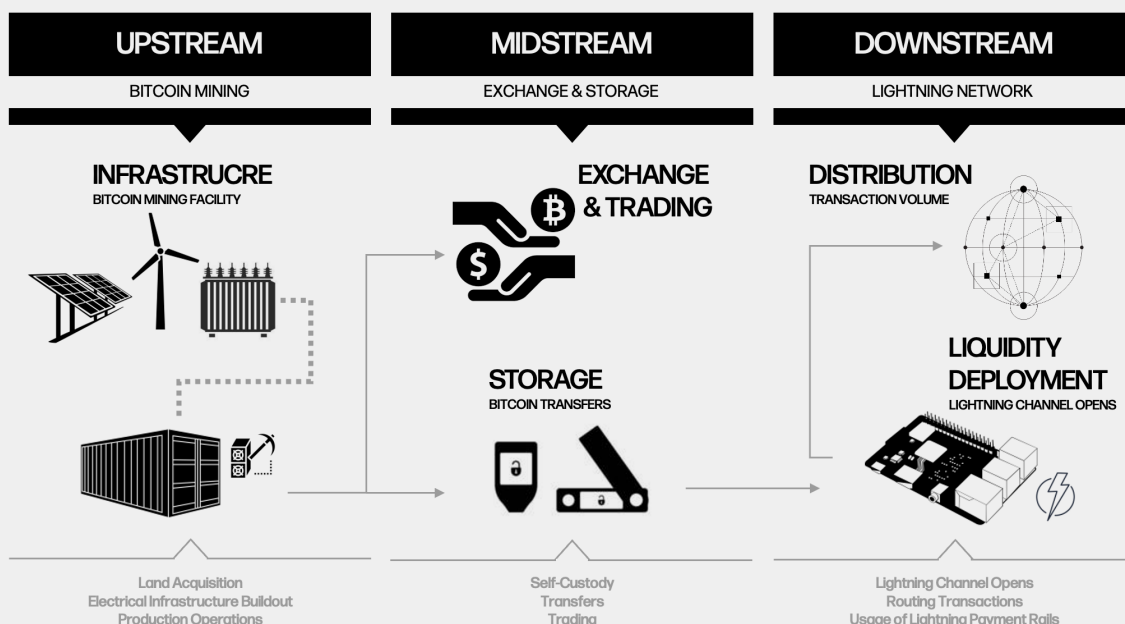 UPSTREAM
BITCOIN MINING
INFRASTRUCRE
BITCOIN MINING FACILITY
Land Acquisition
Electrical Infrastructure Buildout
Production Operations
MIDSTREAM
EXCHANGE & STORAGE
EXCHANGE
& TRADING
STORAGE
BITCOIN TRANSFERS
Self-Custody
Transfers
Trading
DOWNSTREAM
LIGHTNING NETWORK
DISTRIBUTION
TRANSACTION VOLUME
LIQUIDITY
DEPLOYMENT
LIGHTNING CHANNEL OPENS
Lightning Channel Opens
Routing Transactions
Usage of Lightning Payment Rails